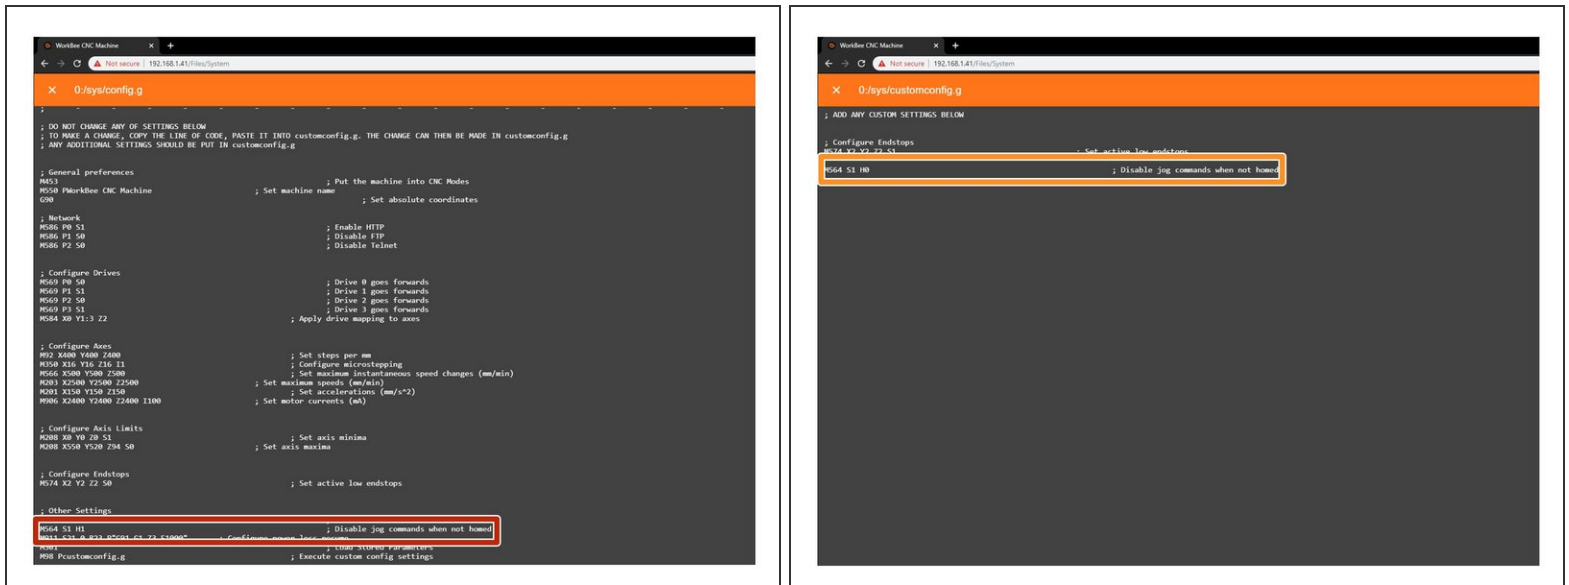 WorkBee CNC Machine
Not secure | 192.168.1.41/Files/System
0:/sys/config.g
; DO NOT CHANGE ANY OF SETTINGS BELOW
; TO MAKE A CHANGE, COPY THE LINE OF CODE, PASTE IT INTO customconfig.g. THE CHANGE CAN THEN BE MADE IN customconfig.g
; ANY ADDITIONAL SETTINGS SHOULD BE PUT IN customconfig.g
; General preferences
M453 ; Put the machine into CNC Modes
M550 PWorkBee CNC Machine ; Set machine name
G90 ; Set absolute coordinates
; Network
M586 P0 S1 ; Enable HTTP
M586 P1 S0 ; Disable FTP
M586 P2 S0 ; Disable Telnet
; Configure Drives
M569 P0 S0 ; Drive 0 goes forwards
M569 P1 S1 ; Drive 1 goes forwards
M569 P2 S0 ; Drive 2 goes forwards
M569 P3 S1 ; Drive 3 goes forwards
M584 X0 Y1:3 Z2 ; Apply drive mapping to axes
; Configure Axes
M92 X400 Y400 Z400 ; Set steps per mm
M350 X16 Y16 Z16 I1 ; Configure microstepping
M566 X500 Y500 Z500 ; Set maximum instantaneous speed changes (mm/min)
M203 X2500 Y2500 Z2500 ; Set maximum speeds (mm/min)
M201 X150 Y150 Z150 ; Set accelerations (mm/s^2)
M906 X2400 Y2400 Z2400 I100 ; Set motor currents (mA)
; Configure Axis Limits
M208 X0 Y0 Z0 S1 ; Set axis minima
M208 X550 Y520 Z94 S0 ; Set axis maxima
; Configure Endstops
M574 X2 Y2 Z2 S0 ; Set active low endstops
; Other Settings
M564 S1 H1 ; Disable jog commands when not homed
M501 ; Load Stored Parameters
M98 Pcustomconfig.g ; Execute custom config settings
WorkBee CNC Machine
Not secure | 192.168.1.41/Files/System
0:/sys/customconfig.g
; ADD ANY CUSTOM SETTINGS BELOW
; Configure Endstops
M574 X2 Y2 Z2 S1 ; Set active low endstops
M564 S1 H0 ; Disable jog commands when not homed